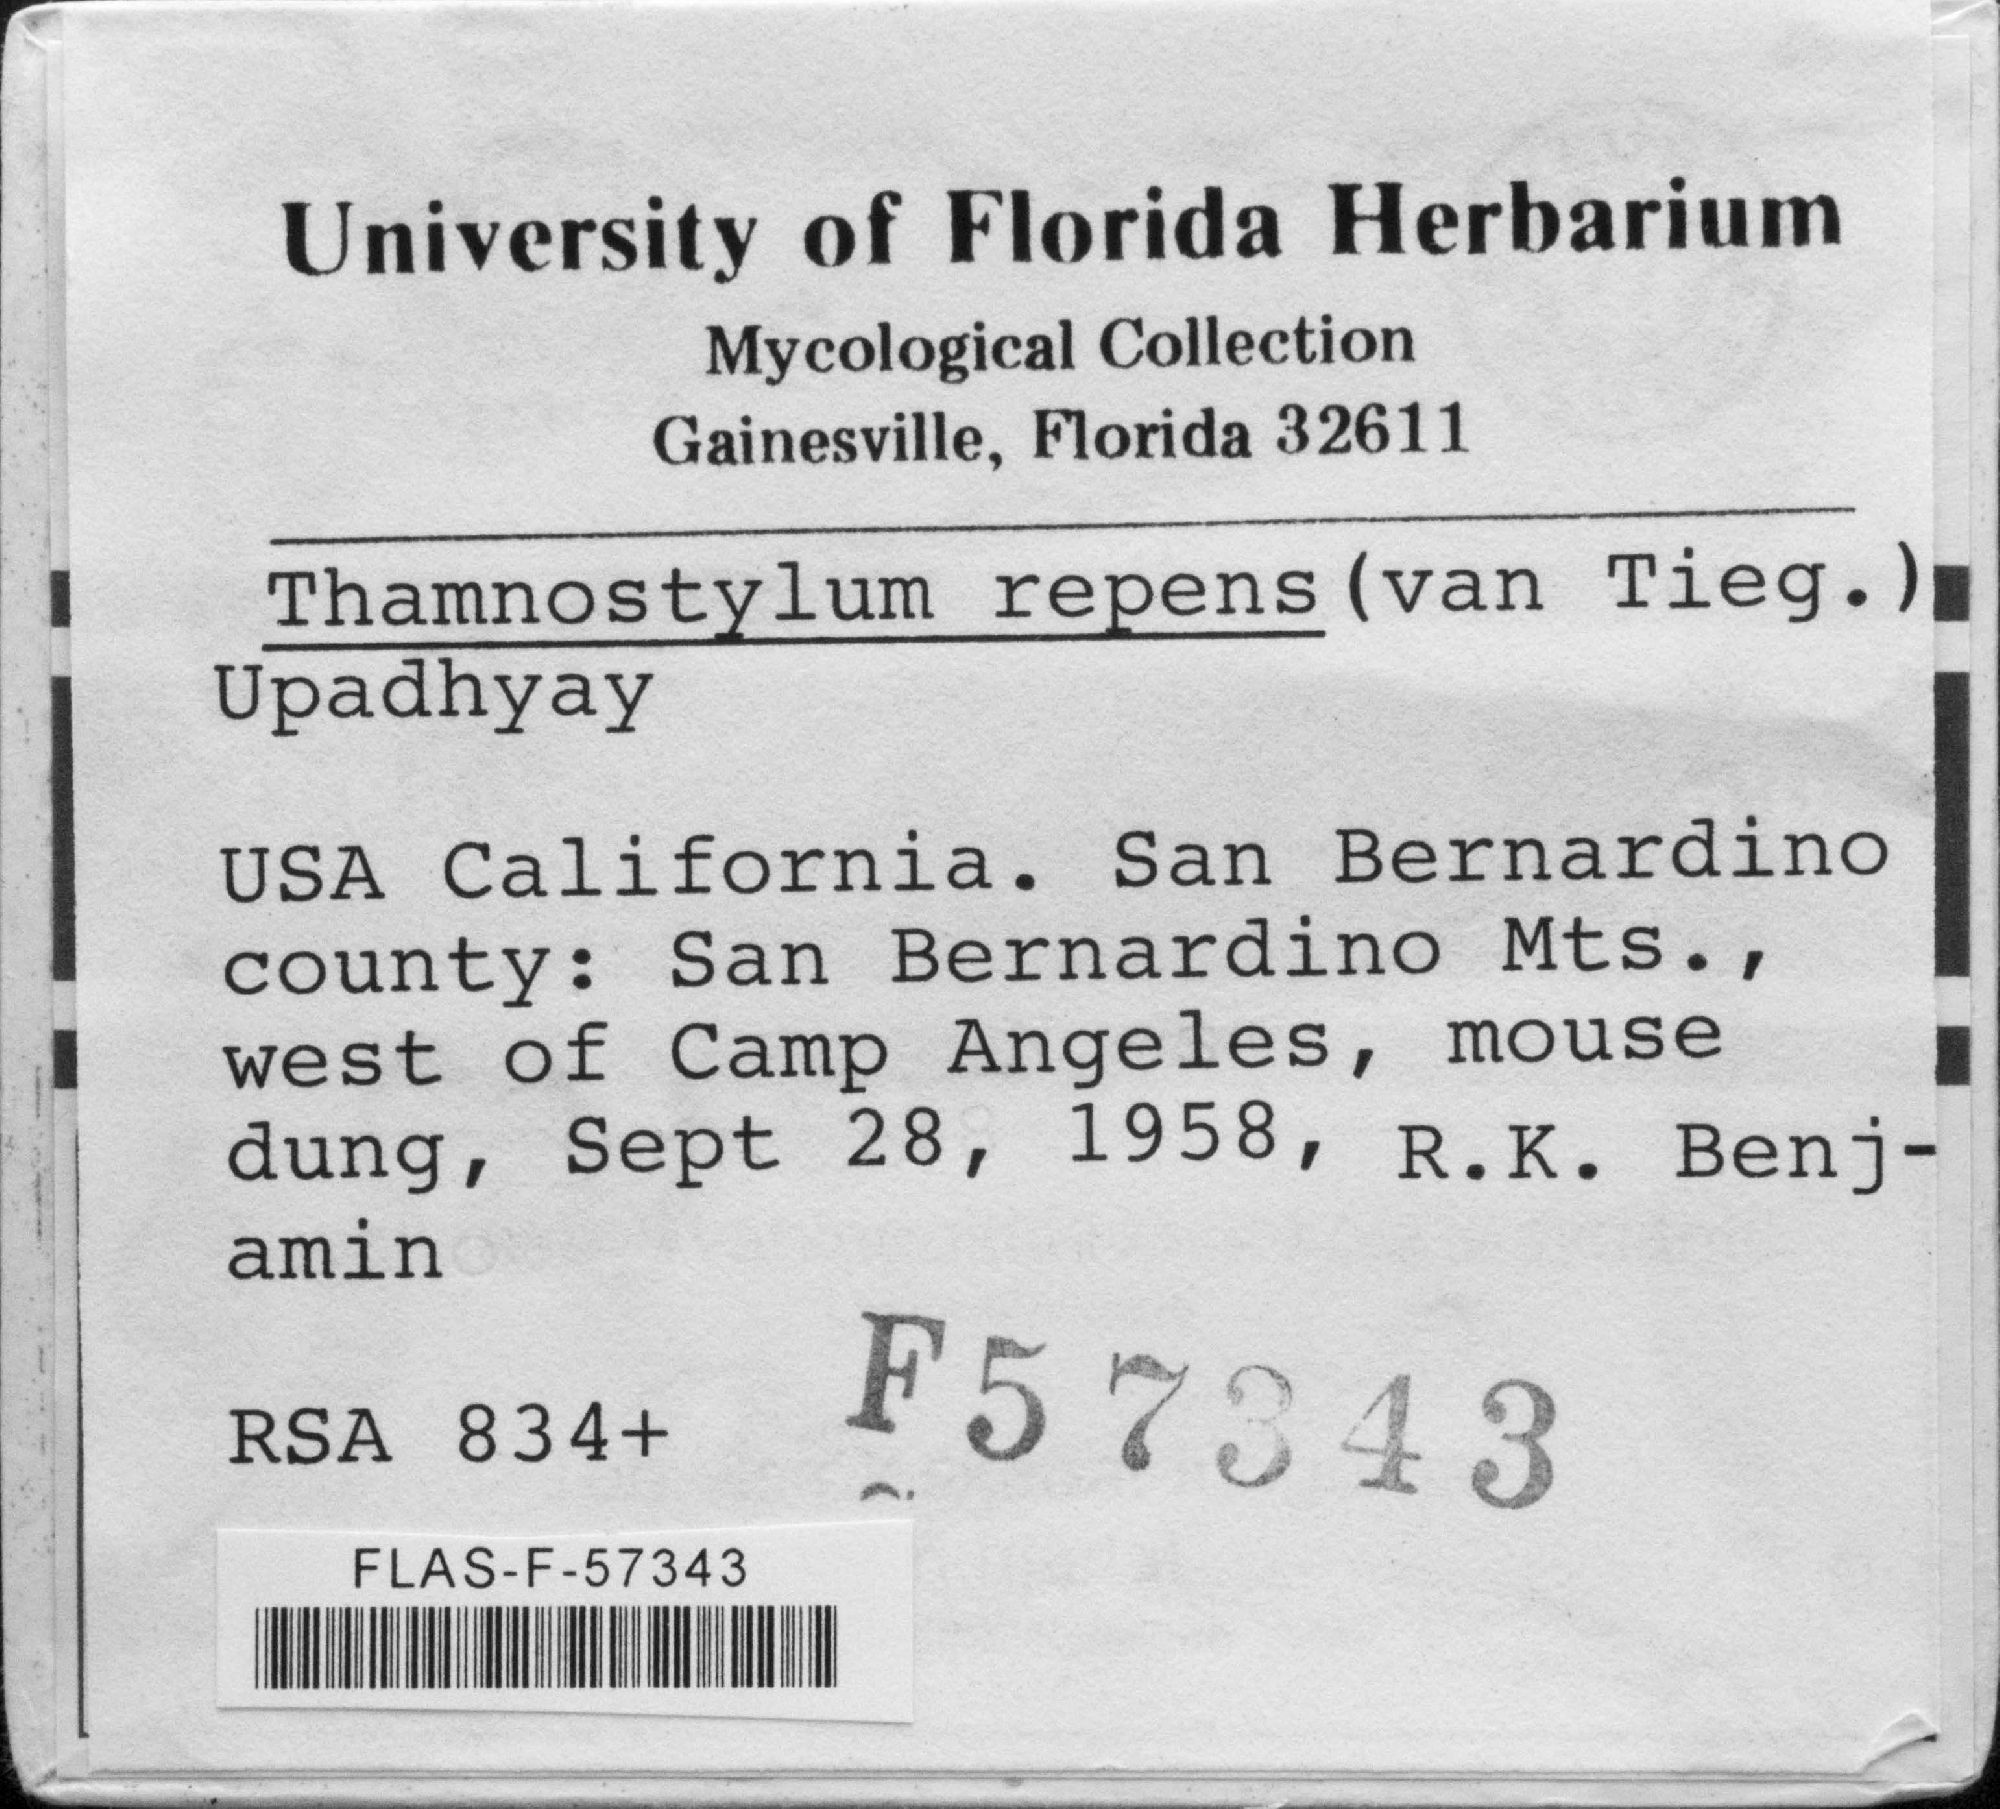 University of Florida Herbarium
Mycological Collection
Gainesville, Florida 32611
Thamnostylum repens (van Tieg.)
Upadhyay
USA California. San Bernardino
county: San Bernardino Mts.,
west of Camp Angeles, mouse
dung, Sept 28, 1958, R.K. Benj-
amin
RSA 834+
F57343
FLAS-F-57343